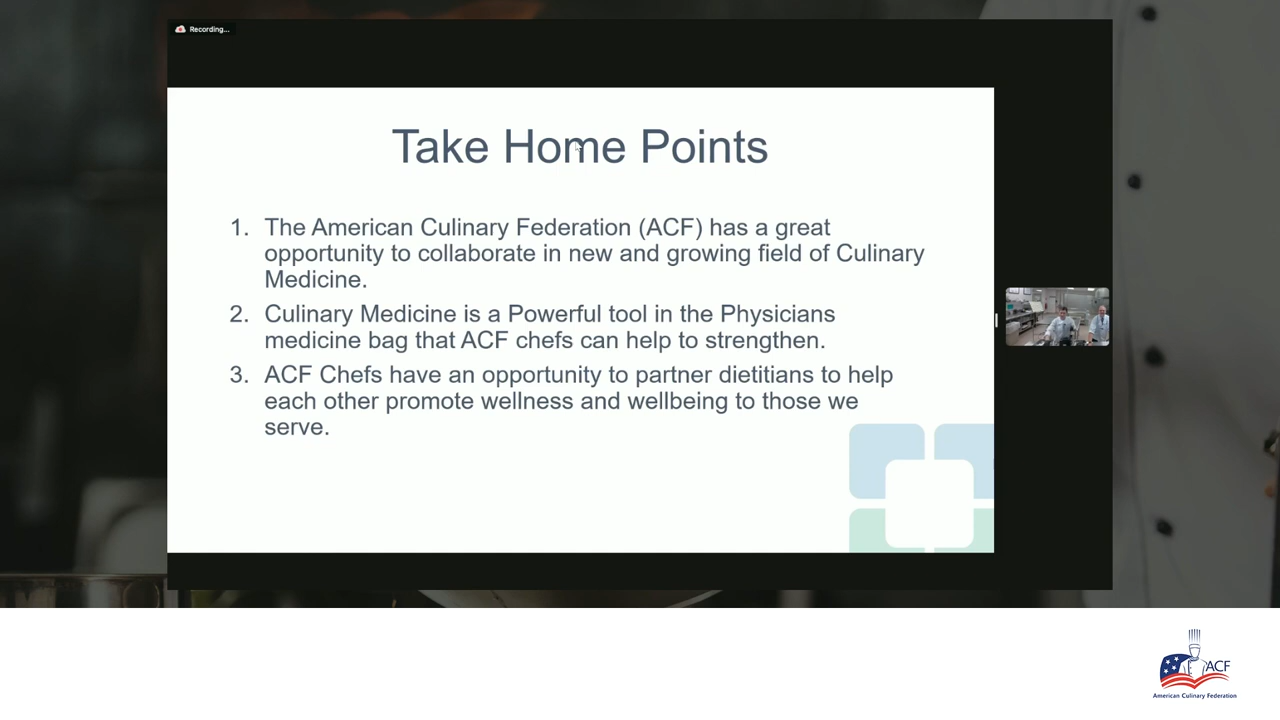 Recording...
Take Home Points
1. The American Culinary Federation (ACF) has a great
opportunity to collaborate in new and growing field of Culinary
Medicine.
2. Culinary Medicine is a Powerful tool in the Physicians
medicine bag that ACF chefs can help to strengthen.
3. ACF Chefs have an opportunity to partner dietitians to help
each other promote wellness and wellbeing to those we
serve.
ACF
American Culinary Federation